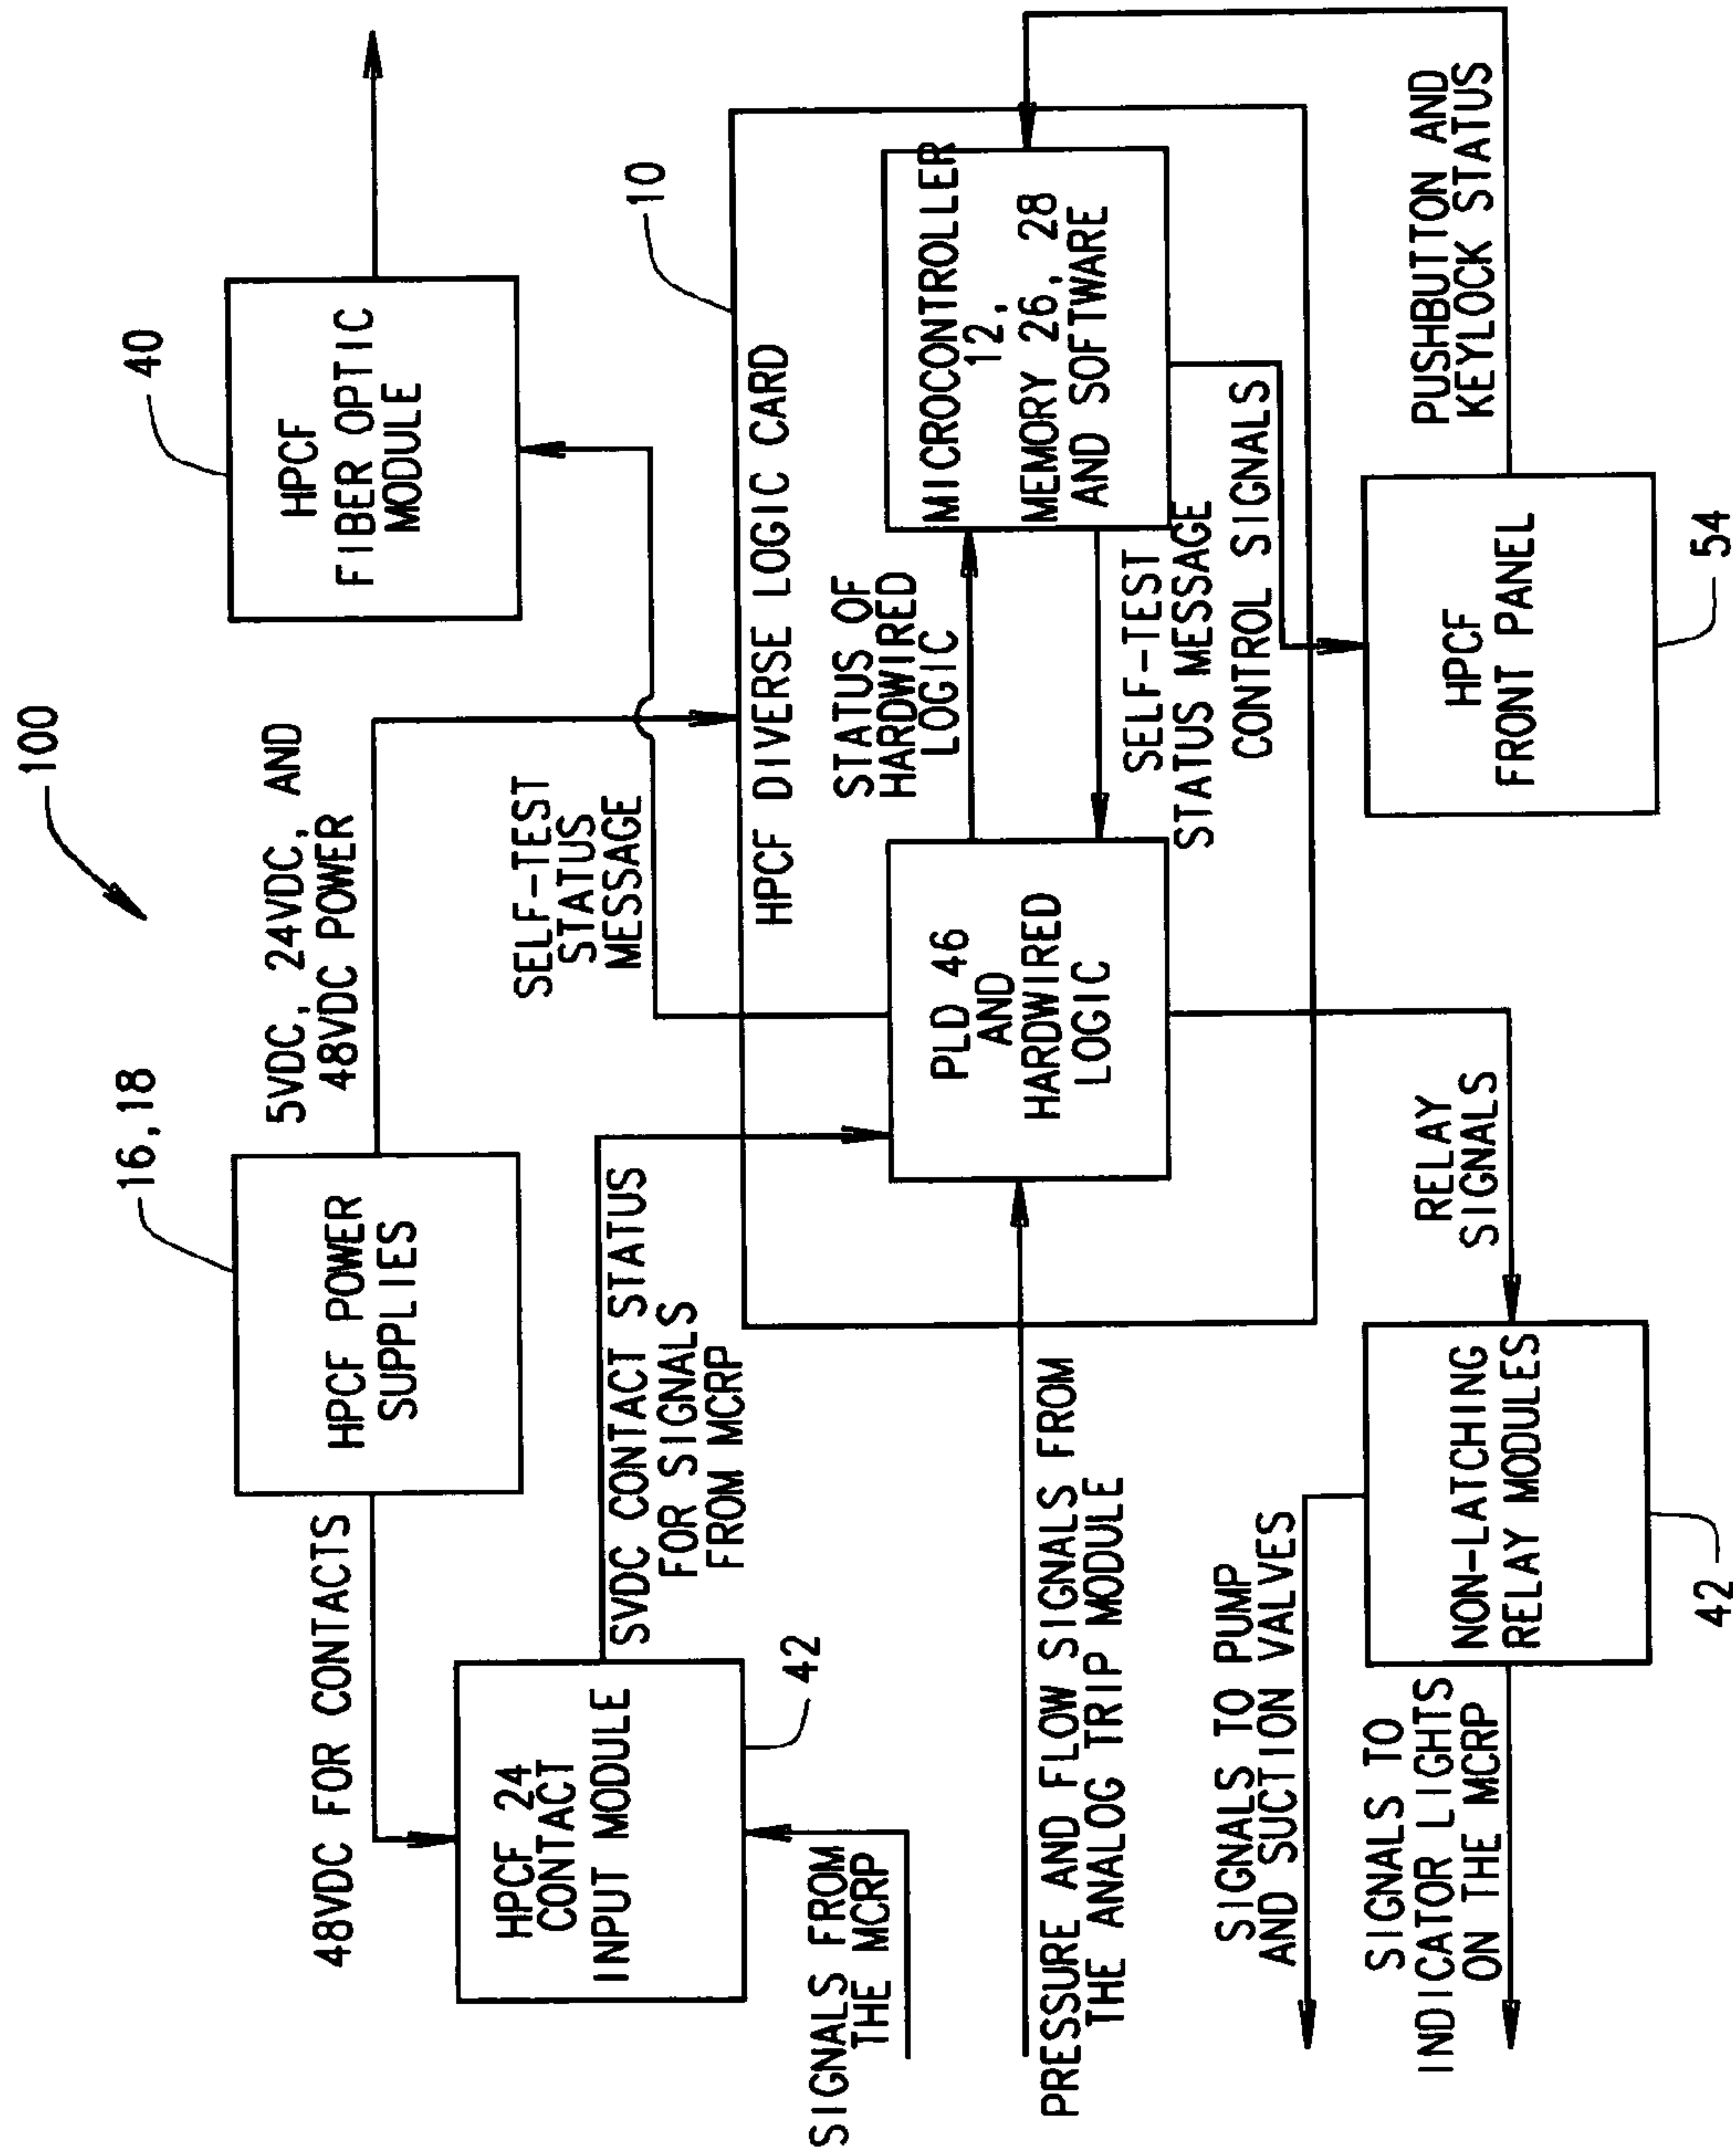 100
16,18
HPCF POWER
SUPPLIES
5VDC, 24VDC, AND
48VDC POWER
40
HPCF
FIBER OPTIC
MODULE
48VDC FOR CONTACTS
SELF-TEST
STATUS
MESSAGE
10
HPCF 24
CONTACT
INPUT MODULE
42
SVDC CONTACT STATUS
FOR SIGNALS
FROM MCRP
HPCF DIVERSE LOGIC CARD
SIGNALS FROM
THE MCRP
STATUS OF
HARDWIRED
LOGIC
PLD 46
AND
HARDWIRED
LOGIC
MICROCONTROLLER
12,
MEMORY 26, 28
AND SOFTWARE
PRESSURE AND FLOW SIGNALS FROM
THE ANALOG TRIP MODULE
SELF-TEST
STATUS MESSAGE
CONTROL SIGNALS
SIGNALS TO PUMP
AND SUCTION VALVES
SIGNALS TO
INDICATOR LIGHTS
ON THE MCRP
NON-LATCHING
RELAY MODULES
42
RELAY
SIGNALS
HPCF
FRONT PANEL
54
PUSHBUTTON AND
KEYLOCK STATUS